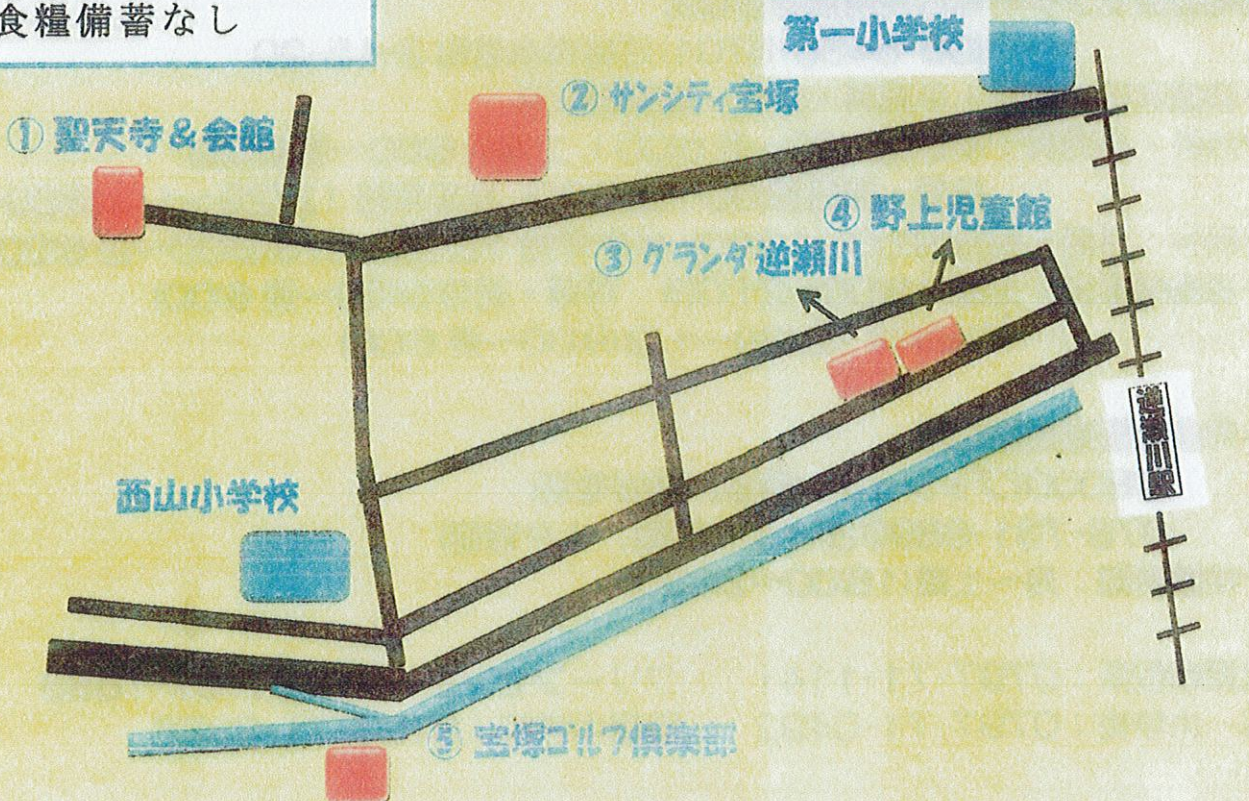 食糧備蓄なし
第一小学校
② サンシティ宝塚
① 聖天寺&会館
④ 野上児童館
③ グランダ逆瀬川
逆瀬川駅
西山小学校
⑤ 宝塚ゴルフ倶楽部